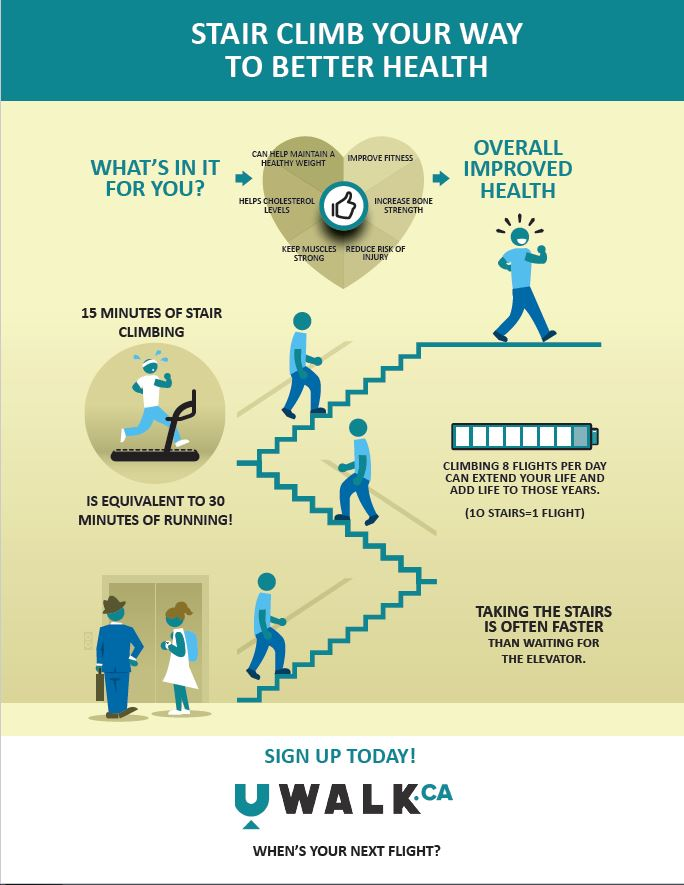 STAIR CLIMB YOUR WAY
TO BETTER HEALTH
WHAT'S IN IT
FOR YOU?
CAN HELP MAINTAIN A
HEALTHY WEIGHT
IMPROVE FITNESS
HELPS CHOLESTEROL
LEVELS
INCREASE BONE
STRENGTH
KEEP MUSCLES
STRONG
REDUCE RISK OF
INJURY
OVERALL
IMPROVED
HEALTH
15 MINUTES OF STAIR
CLIMBING
IS EQUIVALENT TO 30
MINUTES OF RUNNING!
CLIMBING 8 FLIGHTS PER DAY
CAN EXTEND YOUR LIFE AND
ADD LIFE TO THOSE YEARS.
(1O STAIRS=1 FLIGHT)
TAKING THE STAIRS
IS OFTEN FASTER
THAN WAITING FOR
THE ELEVATOR.
SIGN UP TODAY!
UWALK.CA
WHEN'S YOUR NEXT FLIGHT?